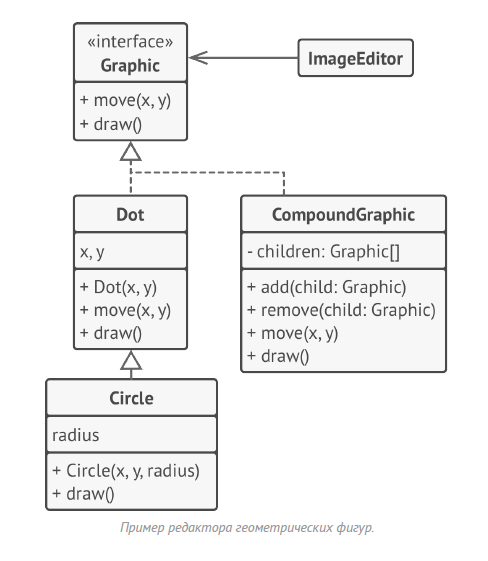 «interface»
Graphic
+ move(x, y)
+ draw()
ImageEditor
Dot
x, y
+ Dot(x, y)
+ move(x, y)
+ draw()
CompoundGraphic
- children: Graphic[]
+ add(child: Graphic)
+ remove(child: Graphic)
+ move(x, y)
+ draw()
Circle
radius
+ Circle(x, y, radius)
+ draw()
Пример редактора геометрических фигур.